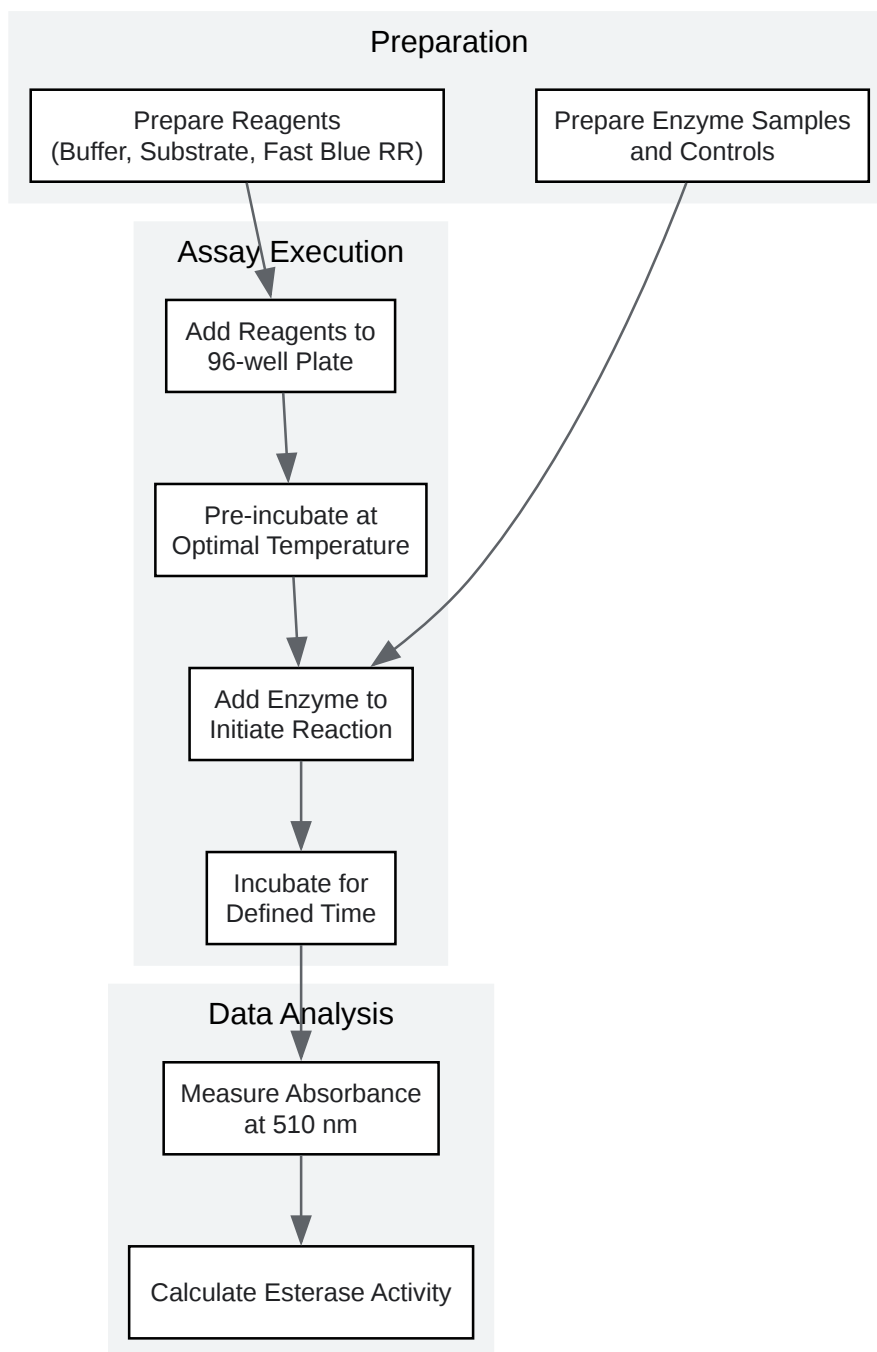 Preparation
Prepare Reagents
(Buffer, Substrate, Fast Blue RR)
Prepare Enzyme Samples
and Controls
Assay Execution
Add Reagents to
96-well Plate
Pre-incubate at
Optimal Temperature
Add Enzyme to
Initiate Reaction
Incubate for
Defined Time
Data Analysis
Measure Absorbance
at 510 nm
Calculate Esterase Activity